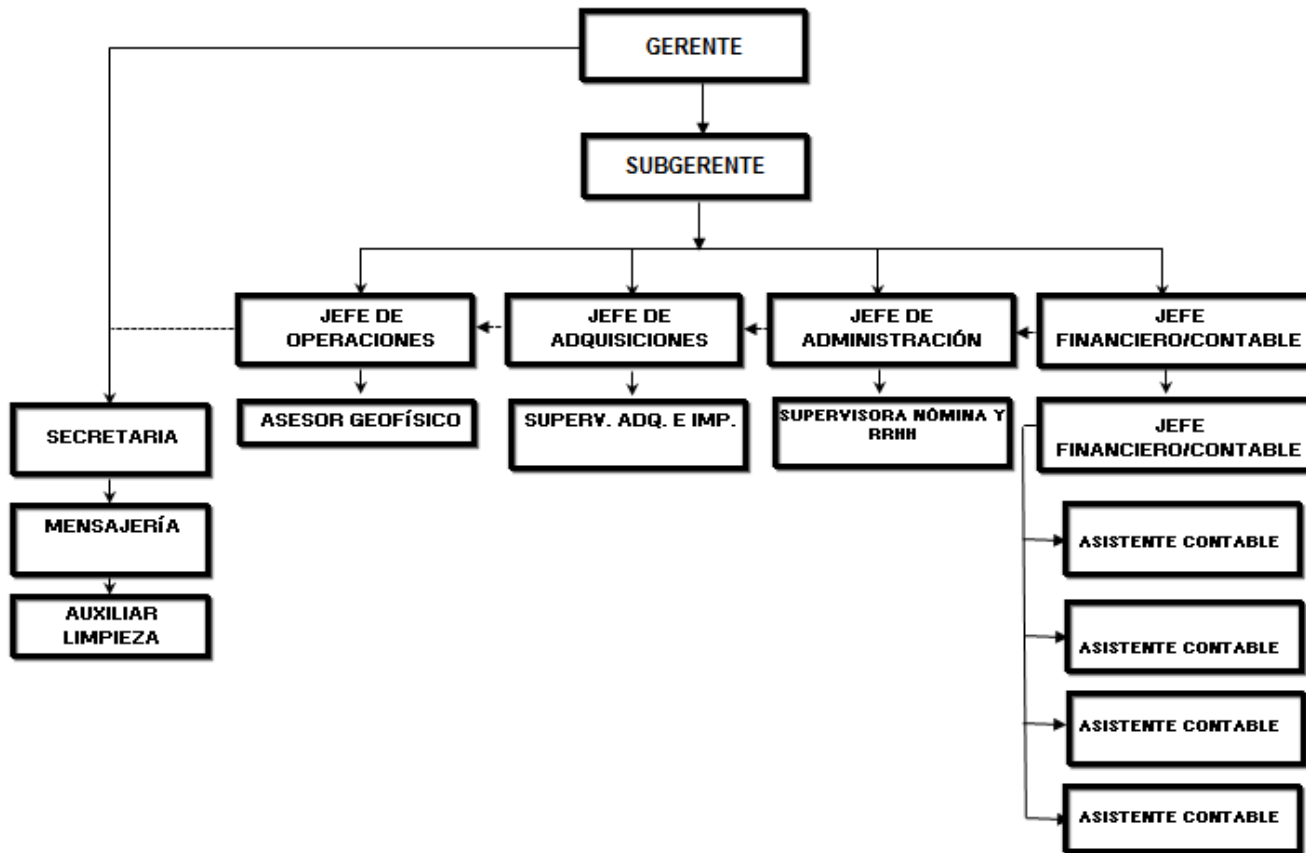 GERENTE
SUBGERENTE
JEFE DE
OPERACIONES
JEFE DE
ADQUISICIONES
JEFE DE
ADMINISTRACIÓN
JEFE
FINANCIERO/CONTABLE
SECRETARIA
ASESOR GEOFÍSICO
SUPERV. ADQ. E IMP.
SUPERVISORA NÓMINA Y
RRHH
JEFE
FINANCIERO/CONTABLE
MENSAJERÍA
AUXILIAR
LIMPIEZA
ASISTENTE CONTABLE
ASISTENTE CONTABLE
ASISTENTE CONTABLE
ASISTENTE CONTABLE